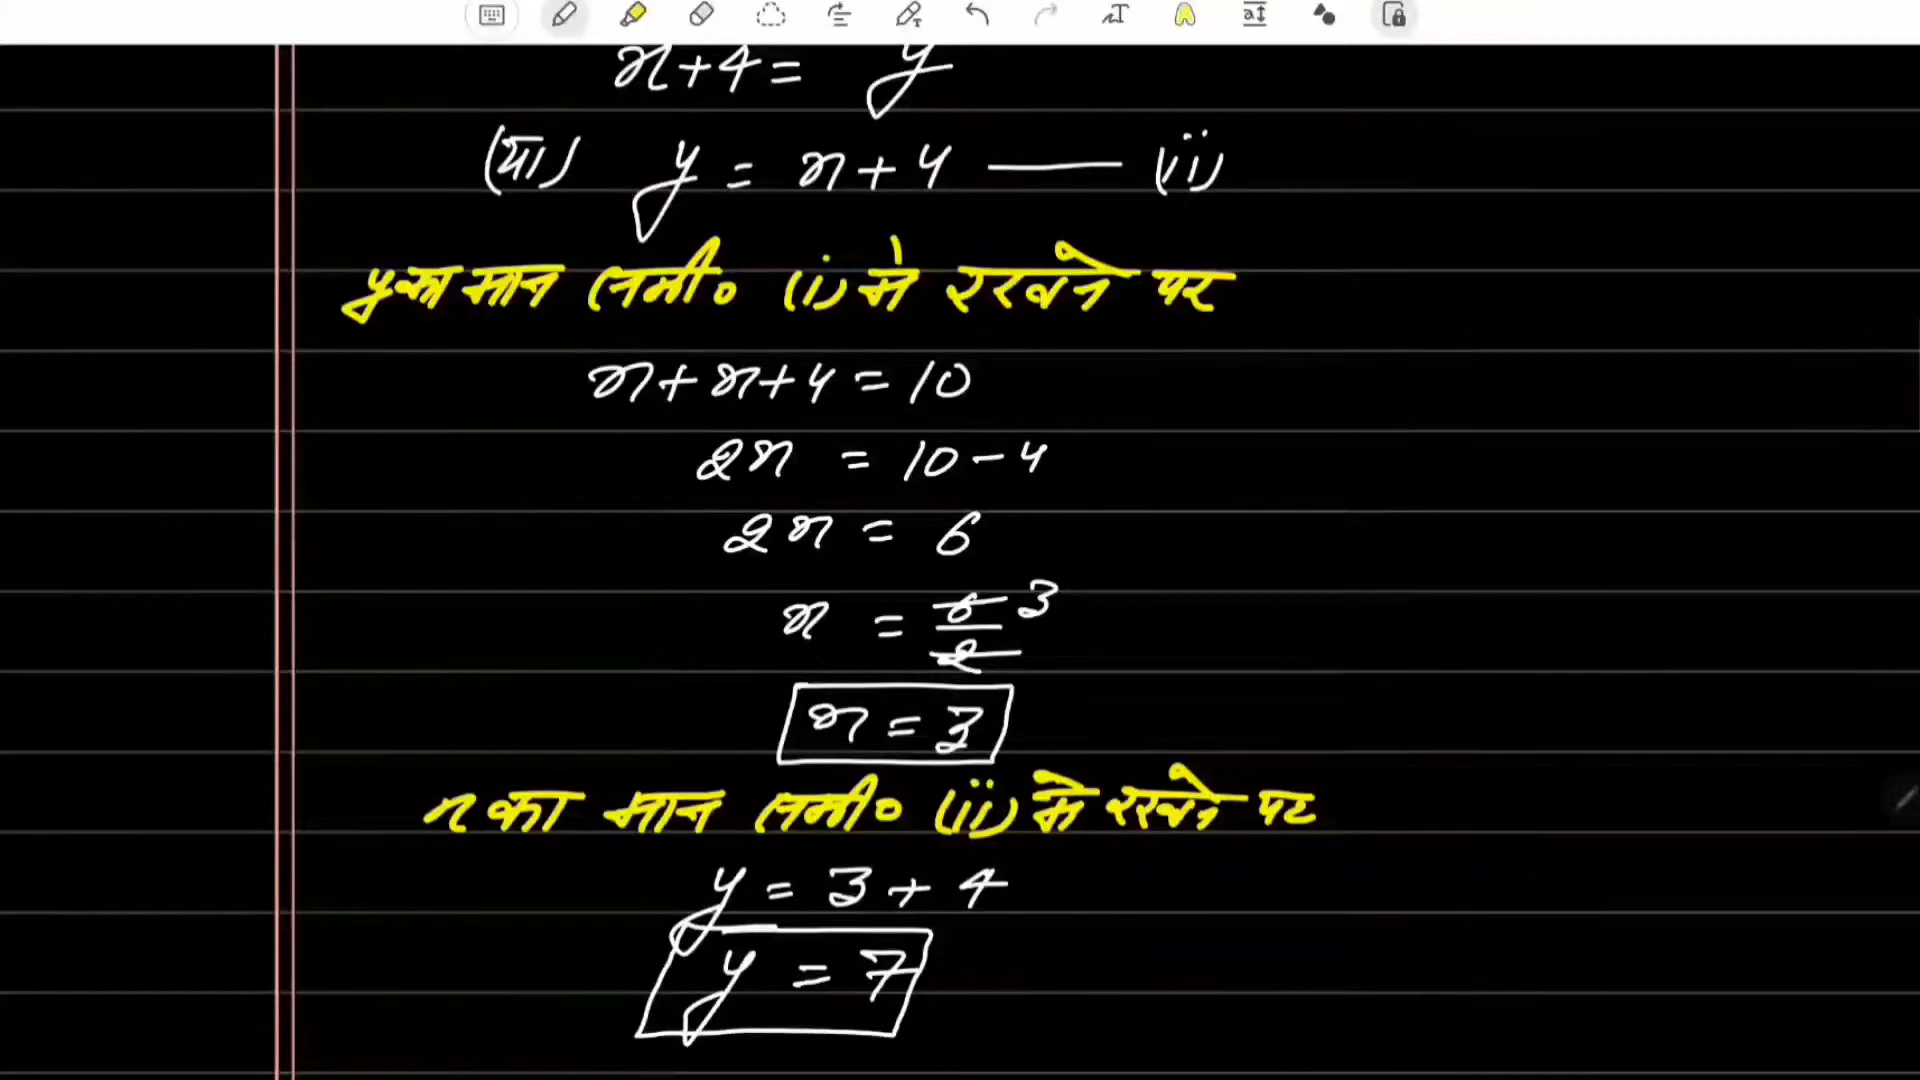 x+4= y
(या) y = x+4 —— (ii)
y का मान समी० (i) मे रखने पर
x+x+4 = 10
2x = 10-4
2x = 6
x = 6/2 3
x = 3
x का मान समी० (ii) मे रखने पर
y = 3+4
y = 7